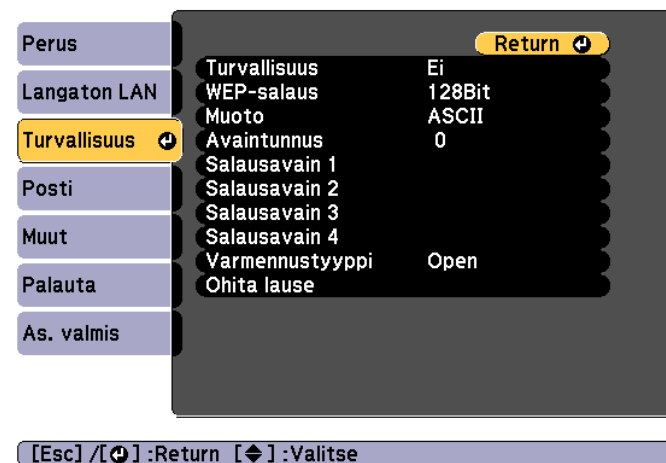 Perus
Langaton LAN
Turvallisuus
Posti
Muut
Palauta
As. valmis
Return
Turvallisuus Ei
WEP-salaus 128Bit
Muoto ASCII
Avaintunnus 0
Salausavain 1
Salausavain 2
Salausavain 3
Salausavain 4
Varmennustyyppi Open
Ohita lause
[Esc] /[⏎] :Return [◆] :Valitse